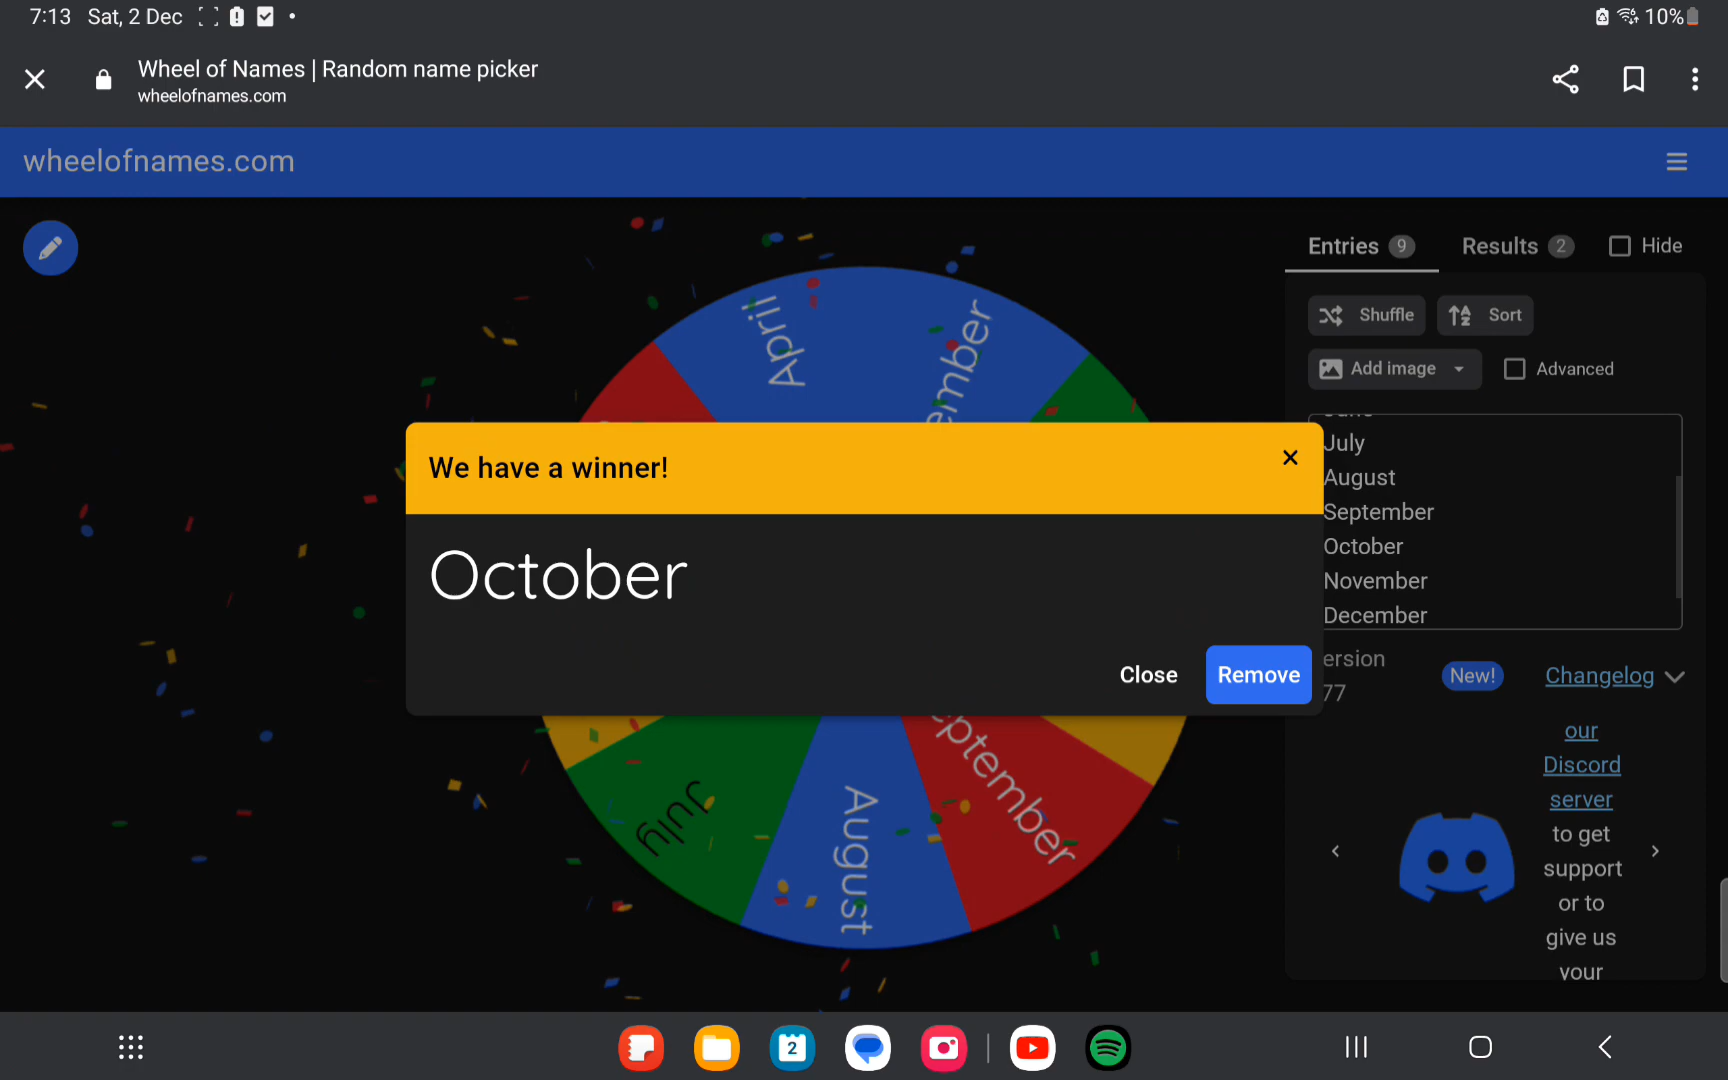 7:13 Sat, 2 Dec
10%
Wheel of Names | Random name picker
wheelofnames.com
wheelofnames.com
Entries 9
Results 2
Hide
Shuffle
Sort
Add image
Advanced
April
ember
We have a winner!
October
Close
Remove
June
July
August
September
October
November
December
ersion
77
New!
Changelog
our
Discord
server
to get
support
or to
give us
your
July
August
eptember
2